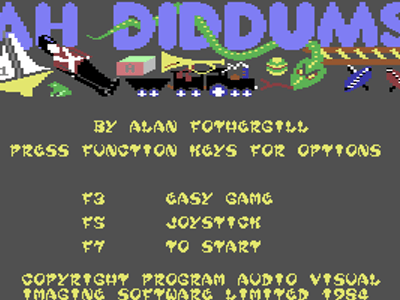 AH DIDDUMS
BY ALAN FOTHERGILL
PRESS FUNCTION KEYS FOR OPTIONS
F3 EASY GAME
F5 JOYSTICK
F7 TO START
COPYRIGHT PROGRAM AUDIO VISUAL
IMAGING SOFTWARE LIMITED 1984